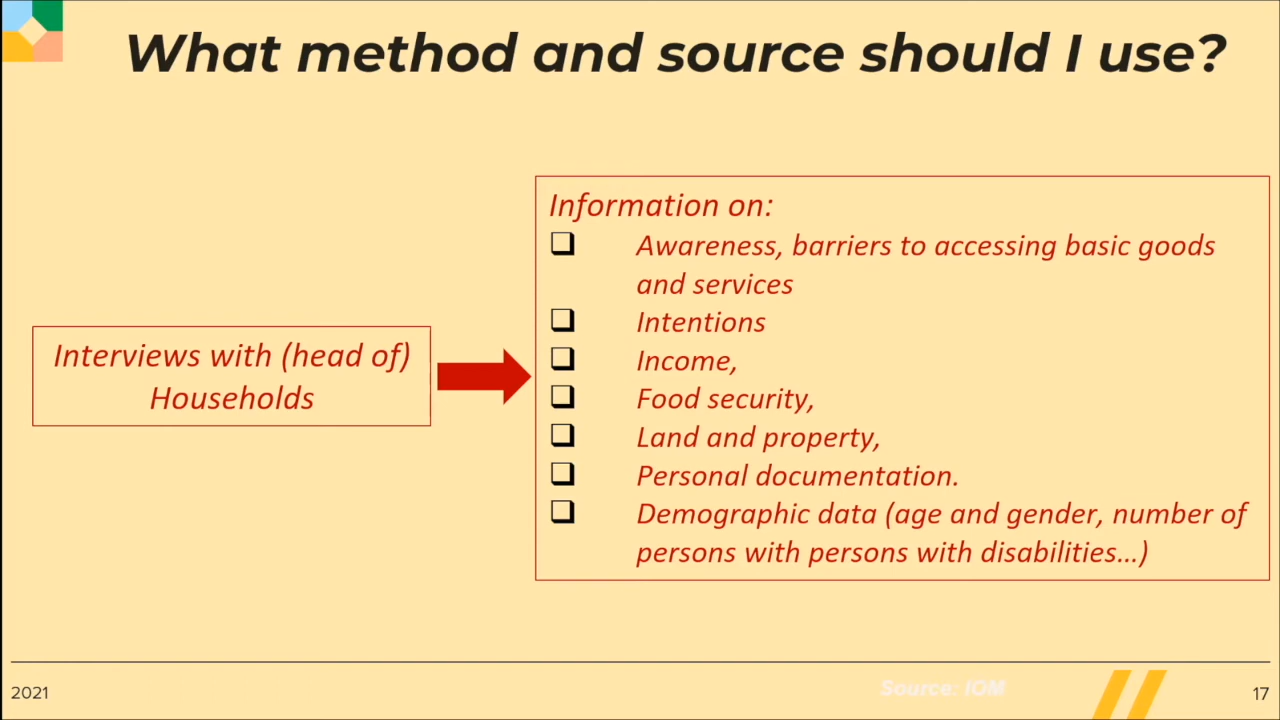 What method and source should I use?
Interviews with (head of)
Households
Information on:
Awareness, barriers to accessing basic goods
and services
Intentions
Income,
Food security,
Land and property,
Personal documentation.
Demographic data (age and gender, number of
persons with persons with disabilities...)
2021
Source: IOM
17